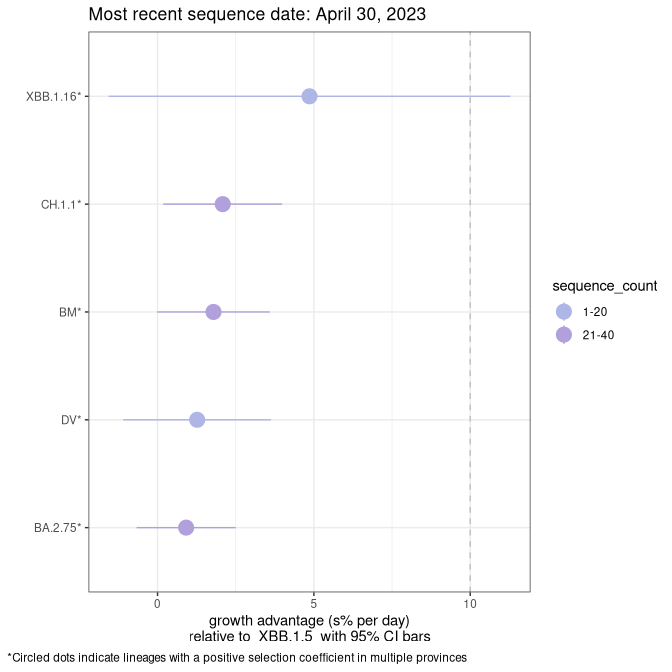 Most recent sequence date: April 30, 2023
XBB.1.16*
CH.1.1*
BM*
DV*
BA.2.75*
sequence_count
1-20
21-40
0 5 10
growth advantage (s% per day)
relative to XBB.1.5 with 95% CI bars
*Circled dots indicate lineages with a positive selection coefficient in multiple provinces